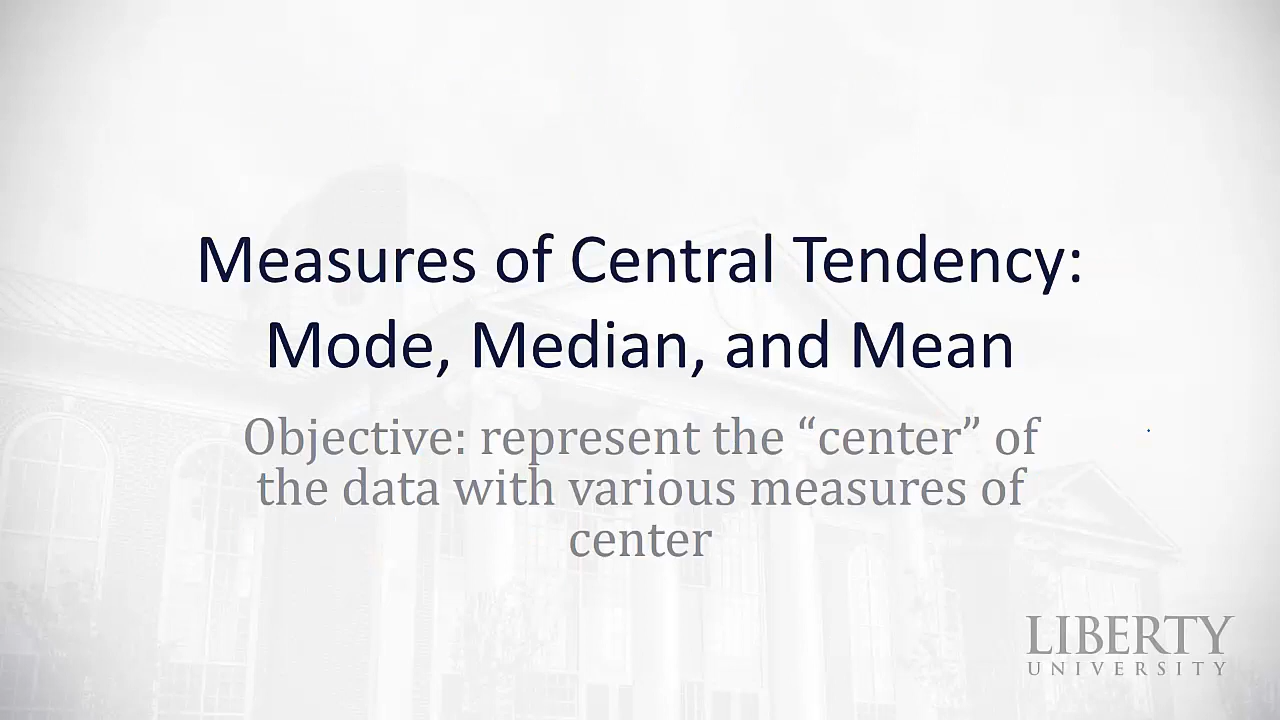 Measures of Central Tendency:
Mode, Median, and Mean
Objective: represent the “center” of
the data with various measures of
center
LIBERTY
UNIVERSITY